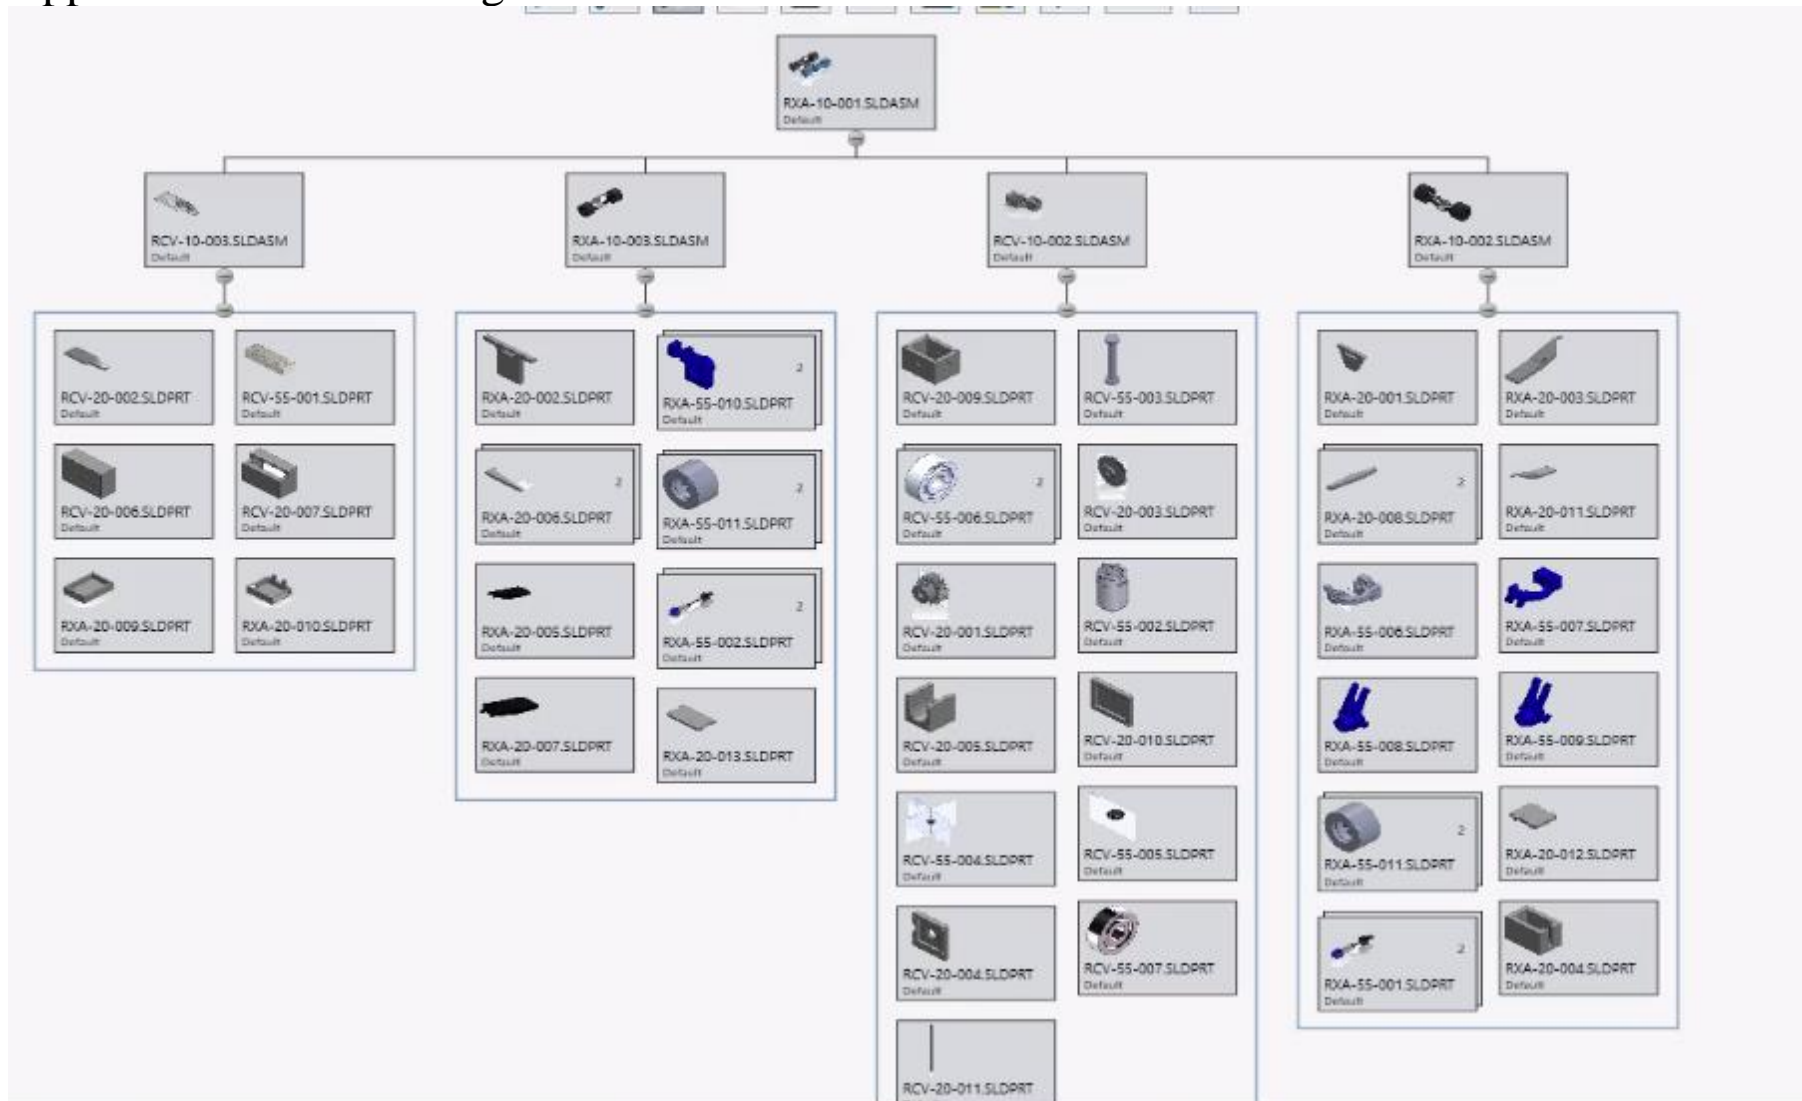 RXA-10-001.SLDASM
Default
RCV-10-003.SLDASM
Default
RXA-10-003.SLDASM
Default
RCV-10-002.SLDASM
Default
RXA-10-002.SLDASM
Default
RCV-20-002.SLDPRT
Default
RCV-55-001.SLDPRT
Default
RCV-20-006.SLDPRT
Default
RCV-20-007.SLDPRT
Default
RXA-20-009.SLDPRT
Default
RXA-20-010.SLDPRT
Default
RXA-20-002.SLDPRT
Default
2
RXA-55-010.SLDPRT
Default
2
RXA-20-006.SLDPRT
Default
2
RXA-55-011.SLDPRT
Default
RXA-20-005.SLDPRT
Default
2
RXA-55-002.SLDPRT
Default
RXA-20-007.SLDPRT
Default
RXA-20-013.SLDPRT
Default
RCV-20-009.SLDPRT
Default
RCV-55-003.SLDPRT
Default
2
RCV-55-006.SLDPRT
Default
RCV-20-003.SLDPRT
Default
RCV-20-001.SLDPRT
Default
RCV-55-002.SLDPRT
Default
RCV-20-005.SLDPRT
Default
RCV-20-010.SLDPRT
Default
RCV-55-004.SLDPRT
Default
RCV-55-005.SLDPRT
Default
RCV-20-004.SLDPRT
Default
RCV-55-007.SLDPRT
Default
RCV-20-011.SLDPRT
RXA-20-001.SLDPRT
Default
RXA-20-003.SLDPRT
Default
2
RXA-20-008.SLDPRT
Default
RXA-20-011.SLDPRT
Default
RXA-55-006.SLDPRT
Default
RXA-55-007.SLDPRT
Default
RXA-55-008.SLDPRT
Default
RXA-55-009.SLDPRT
Default
2
RXA-55-011.SLDPRT
Default
RXA-20-012.SLDPRT
Default
2
RXA-55-001.SLDPRT
Default
RXA-20-004.SLDPRT
Default